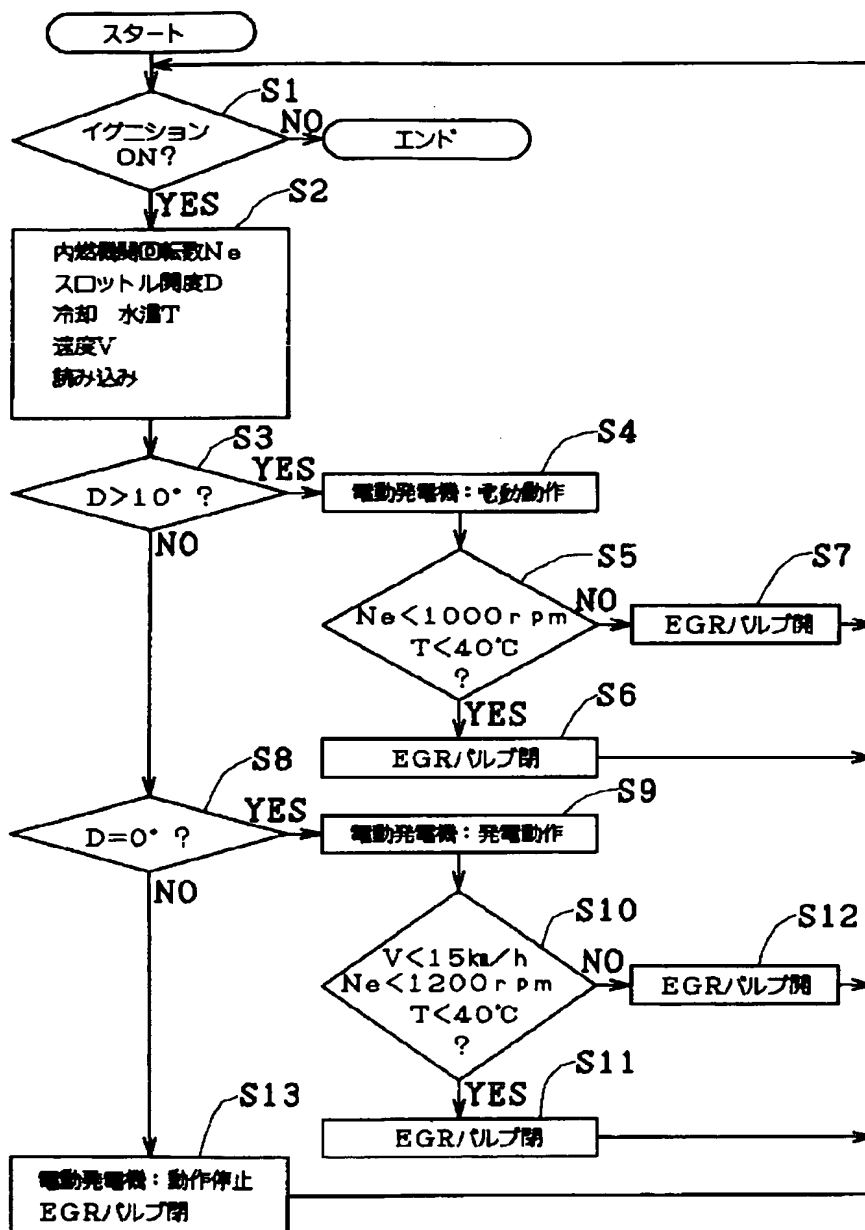 スタート
S1
イグニション
ON?
NO
エンド
YES
S2
内燃機関回転数Ne
スロットル開度D
冷却 水温T
速度V
読み込み
S3
D>10°?
YES
NO
S4
電動発電機:電動動作
S5
Ne<1000rpm
T<40℃
?
NO
S7
EGRバルブ開
YES
S6
EGRバルブ閉
S8
D=0°?
YES
NO
S9
電動発電機:発電動作
S10
V<15km/h
Ne<1200rpm
T<40℃
?
NO
S12
EGRバルブ開
YES
S11
EGRバルブ閉
S13
電動発電機:動作停止
EGRバルブ閉